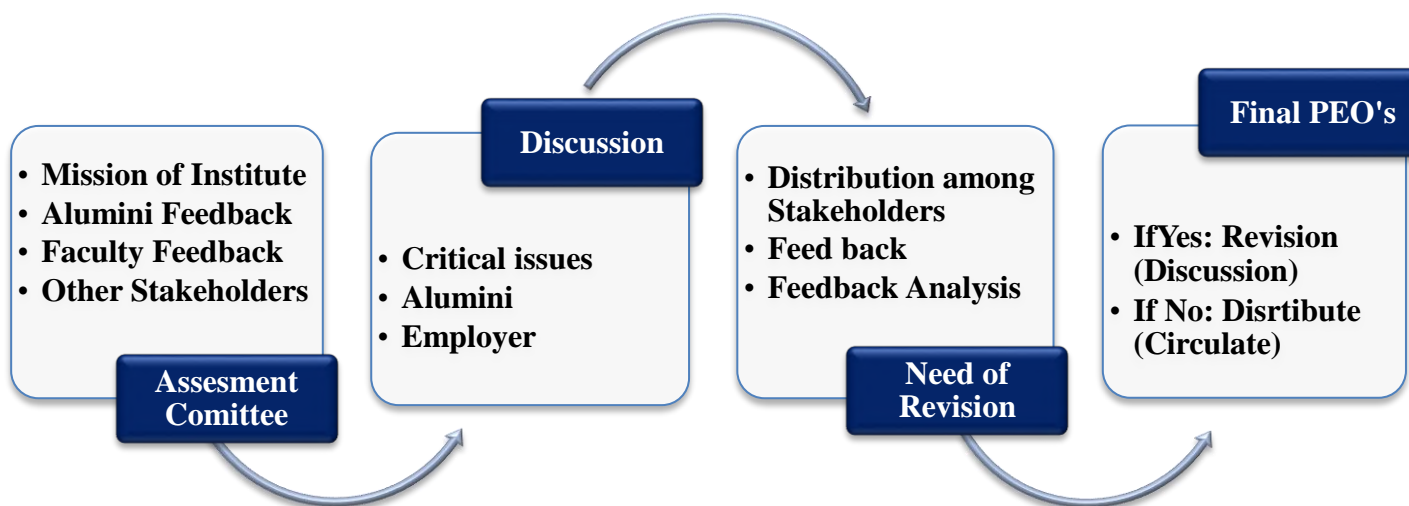 • Mission of Institute
• Alumini Feedback
• Faculty Feedback
• Other Stakeholders
Assesment
Comittee
Discussion
• Critical issues
• Alumini
• Employer
• Distribution among
Stakeholders
• Feed back
• Feedback Analysis
Need of
Revision
Final PEO's
• IfYes: Revision
(Discussion)
• If No: Disrtibute
(Circulate)